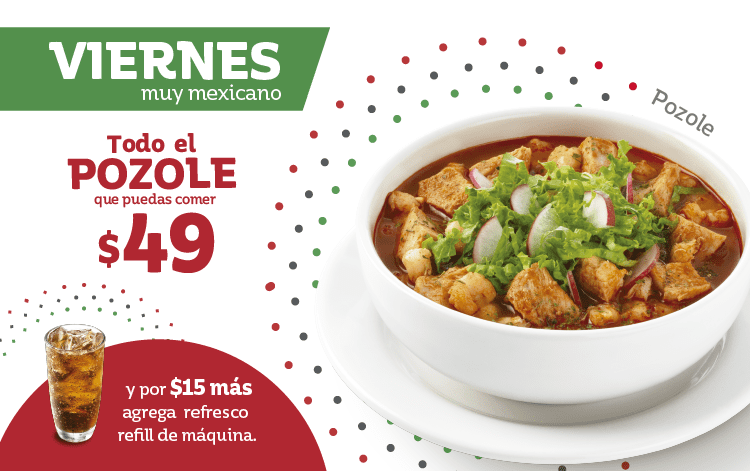 VIERNES
muy mexicano
Todo el
POZOLE
que puedas comer
$49
Pozole
y por $15 más
agrega refresco
refill de máquina.